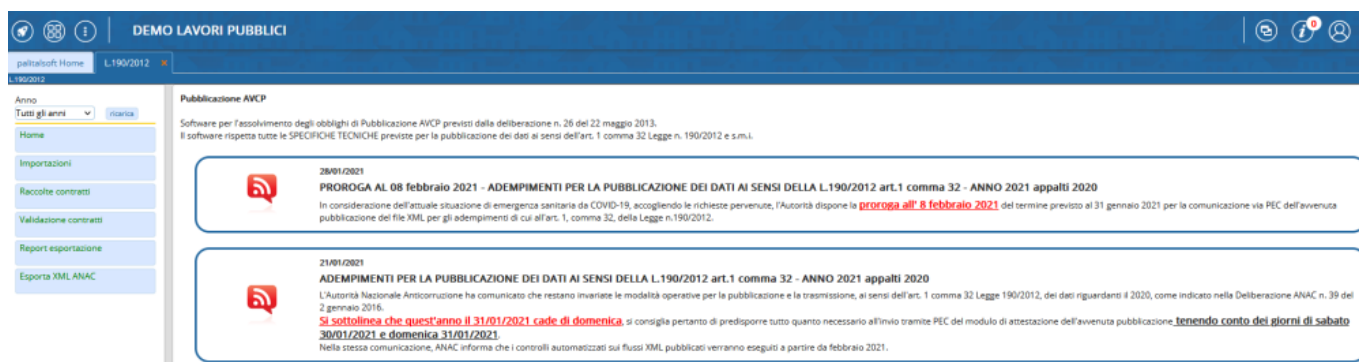 DEMO LAVORI PUBBLICI
0
palitalsoft Home
L.190/2012
L.190/2012
Anno
Tutti gli anni
ricarica
Home
Importazioni
Raccolte contratti
Validazione contratti
Report esportazione
Esporta XML ANAC
Pubblicazione AVCP
Software per l'assolvimento degli obblighi di Pubblicazione AVCP previsti dalla deliberazione n. 26 del 22 maggio 2013.
Il software rispetta tutte le SPECIFICHE TECNICHE previste per la pubblicazione dei dati ai sensi dell'art. 1 comma 32 Legge n. 190/2012 e s.m.i.
28/01/2021
PROROGA AL 08 febbraio 2021 - ADEMPIMENTI PER LA PUBBLICAZIONE DEI DATI AI SENSI DELLA L.190/2012 art.1 comma 32 - ANNO 2021 appalti 2020
In considerazione dell'attuale situazione di emergenza sanitaria da COVID-19, accogliendo le richieste pervenute, l'Autorità dispone la proroga all' 8 febbraio 2021 del termine previsto al 31 gennaio 2021 per la comunicazione via PEC dell'avvenuta
pubblicazione del file XML per gli adempimenti di cui all'art. 1, comma 32, della Legge n.190/2012.
21/01/2021
ADEMPIMENTI PER LA PUBBLICAZIONE DEI DATI AI SENSI DELLA L.190/2012 art.1 comma 32 - ANNO 2021 appalti 2020
L'Autorità Nazionale Anticorruzione ha comunicato che restano invariate le modalità operative per la pubblicazione e la trasmissione, ai sensi dell'art. 1 comma 32 Legge 190/2012, dei dati riguardanti il 2020, come indicato nella Deliberazione ANAC n. 39 del
2 gennaio 2016.
Si sottolinea che quest'anno il 31/01/2021 cade di domenica, si consiglia pertanto di predisporre tutto quanto necessario all'invio tramite PEC del modulo di attestazione dell'avvenuta pubblicazione tenendo conto dei giorni di sabato
30/01/2021 e domenica 31/01/2021.
Nella stessa comunicazione, ANAC informa che i controlli automatizzati sui flussi XML pubblicati verranno eseguiti a partire da febbraio 2021.